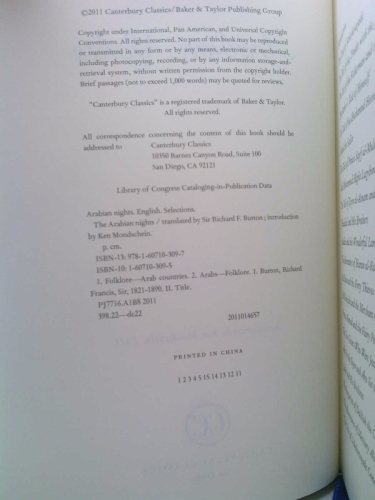 ©2011 Canterbury Classics/Baker & Taylor Publishing Group
Copyright under International, Pan American, and Universal Copyright
Conventions. All rights reserved. No part of this book may be reproduced
or transmitted in any form or by any means, electronic or mechanical,
including photocopying, recording, or by any information storage-and-
retrieval system, without written permission from the copyright holder.
Brief passages (not to exceed 1,000 words) may be quoted for reviews.
"Canterbury Classics" is a registered trademark of Baker & Taylor.
All rights reserved.
All correspondence concerning the content of this book should be
addressed to Canterbury Classics
10350 Barnes Canyon Road, Suite 100
San Diego, CA 92121
Library of Congress Cataloging-in-Publication Data
Arabian nights. English. Selections.
The Arabian nights / translated by Sir Richard F. Burton ; introduction
by Ken Mondschein.
p. cm.
ISBN-13: 978-1-60710-309-7
ISBN-10: 1-60710-309-5
1. Folklore—Arab countries. 2. Arabs—Folklore. I. Burton, Richard
Francis, Sir, 1821-1890. II. Title.
PJ7716.A1B8 2011
398.22—dc22
2011014657
PRINTED IN CHINA
1 2 3 4 5 15 14 13 12 11